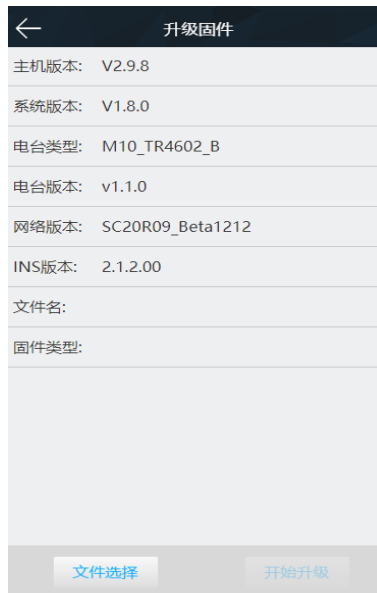 升级固件
主机版本: V2.9.8
系统版本: V1.8.0
电台类型: M10_TR4602_B
电台版本: v1.1.0
网络版本: SC20R09_Beta1212
INS版本: 2.1.2.00
文件名:
固件类型:
文件选择 开始升级